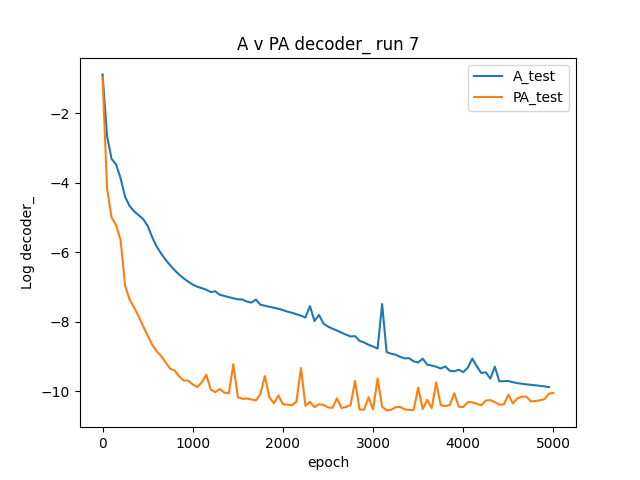 A v PA decoder_ run 7
A_test
PA_test
Log decoder_
−2
−4
−6
−8
−10
0
1000
2000
3000
4000
5000
epoch